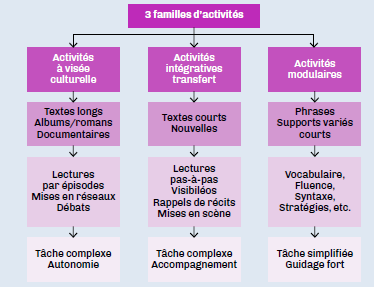 3 familles d'activités
Activités
à visée
culturelle
Textes longs
Albums/romans
Documentaires
Lectures
par épisodes
Mises en réseaux
Débats
Tâche complexe
Autonomie
Activités
intégratives
transfert
Textes courts
Nouvelles
Lectures
pas-à-pas
Visibiléos
Rappels de récits
Mises en scène
Tâche complexe
Accompagnement
Activités
modulaires
Phrases
Supports variés
courts
Vocabulaire,
Fluence,
Syntaxe,
Stratégies, etc.
Tâche simplifiée
Guidage fort